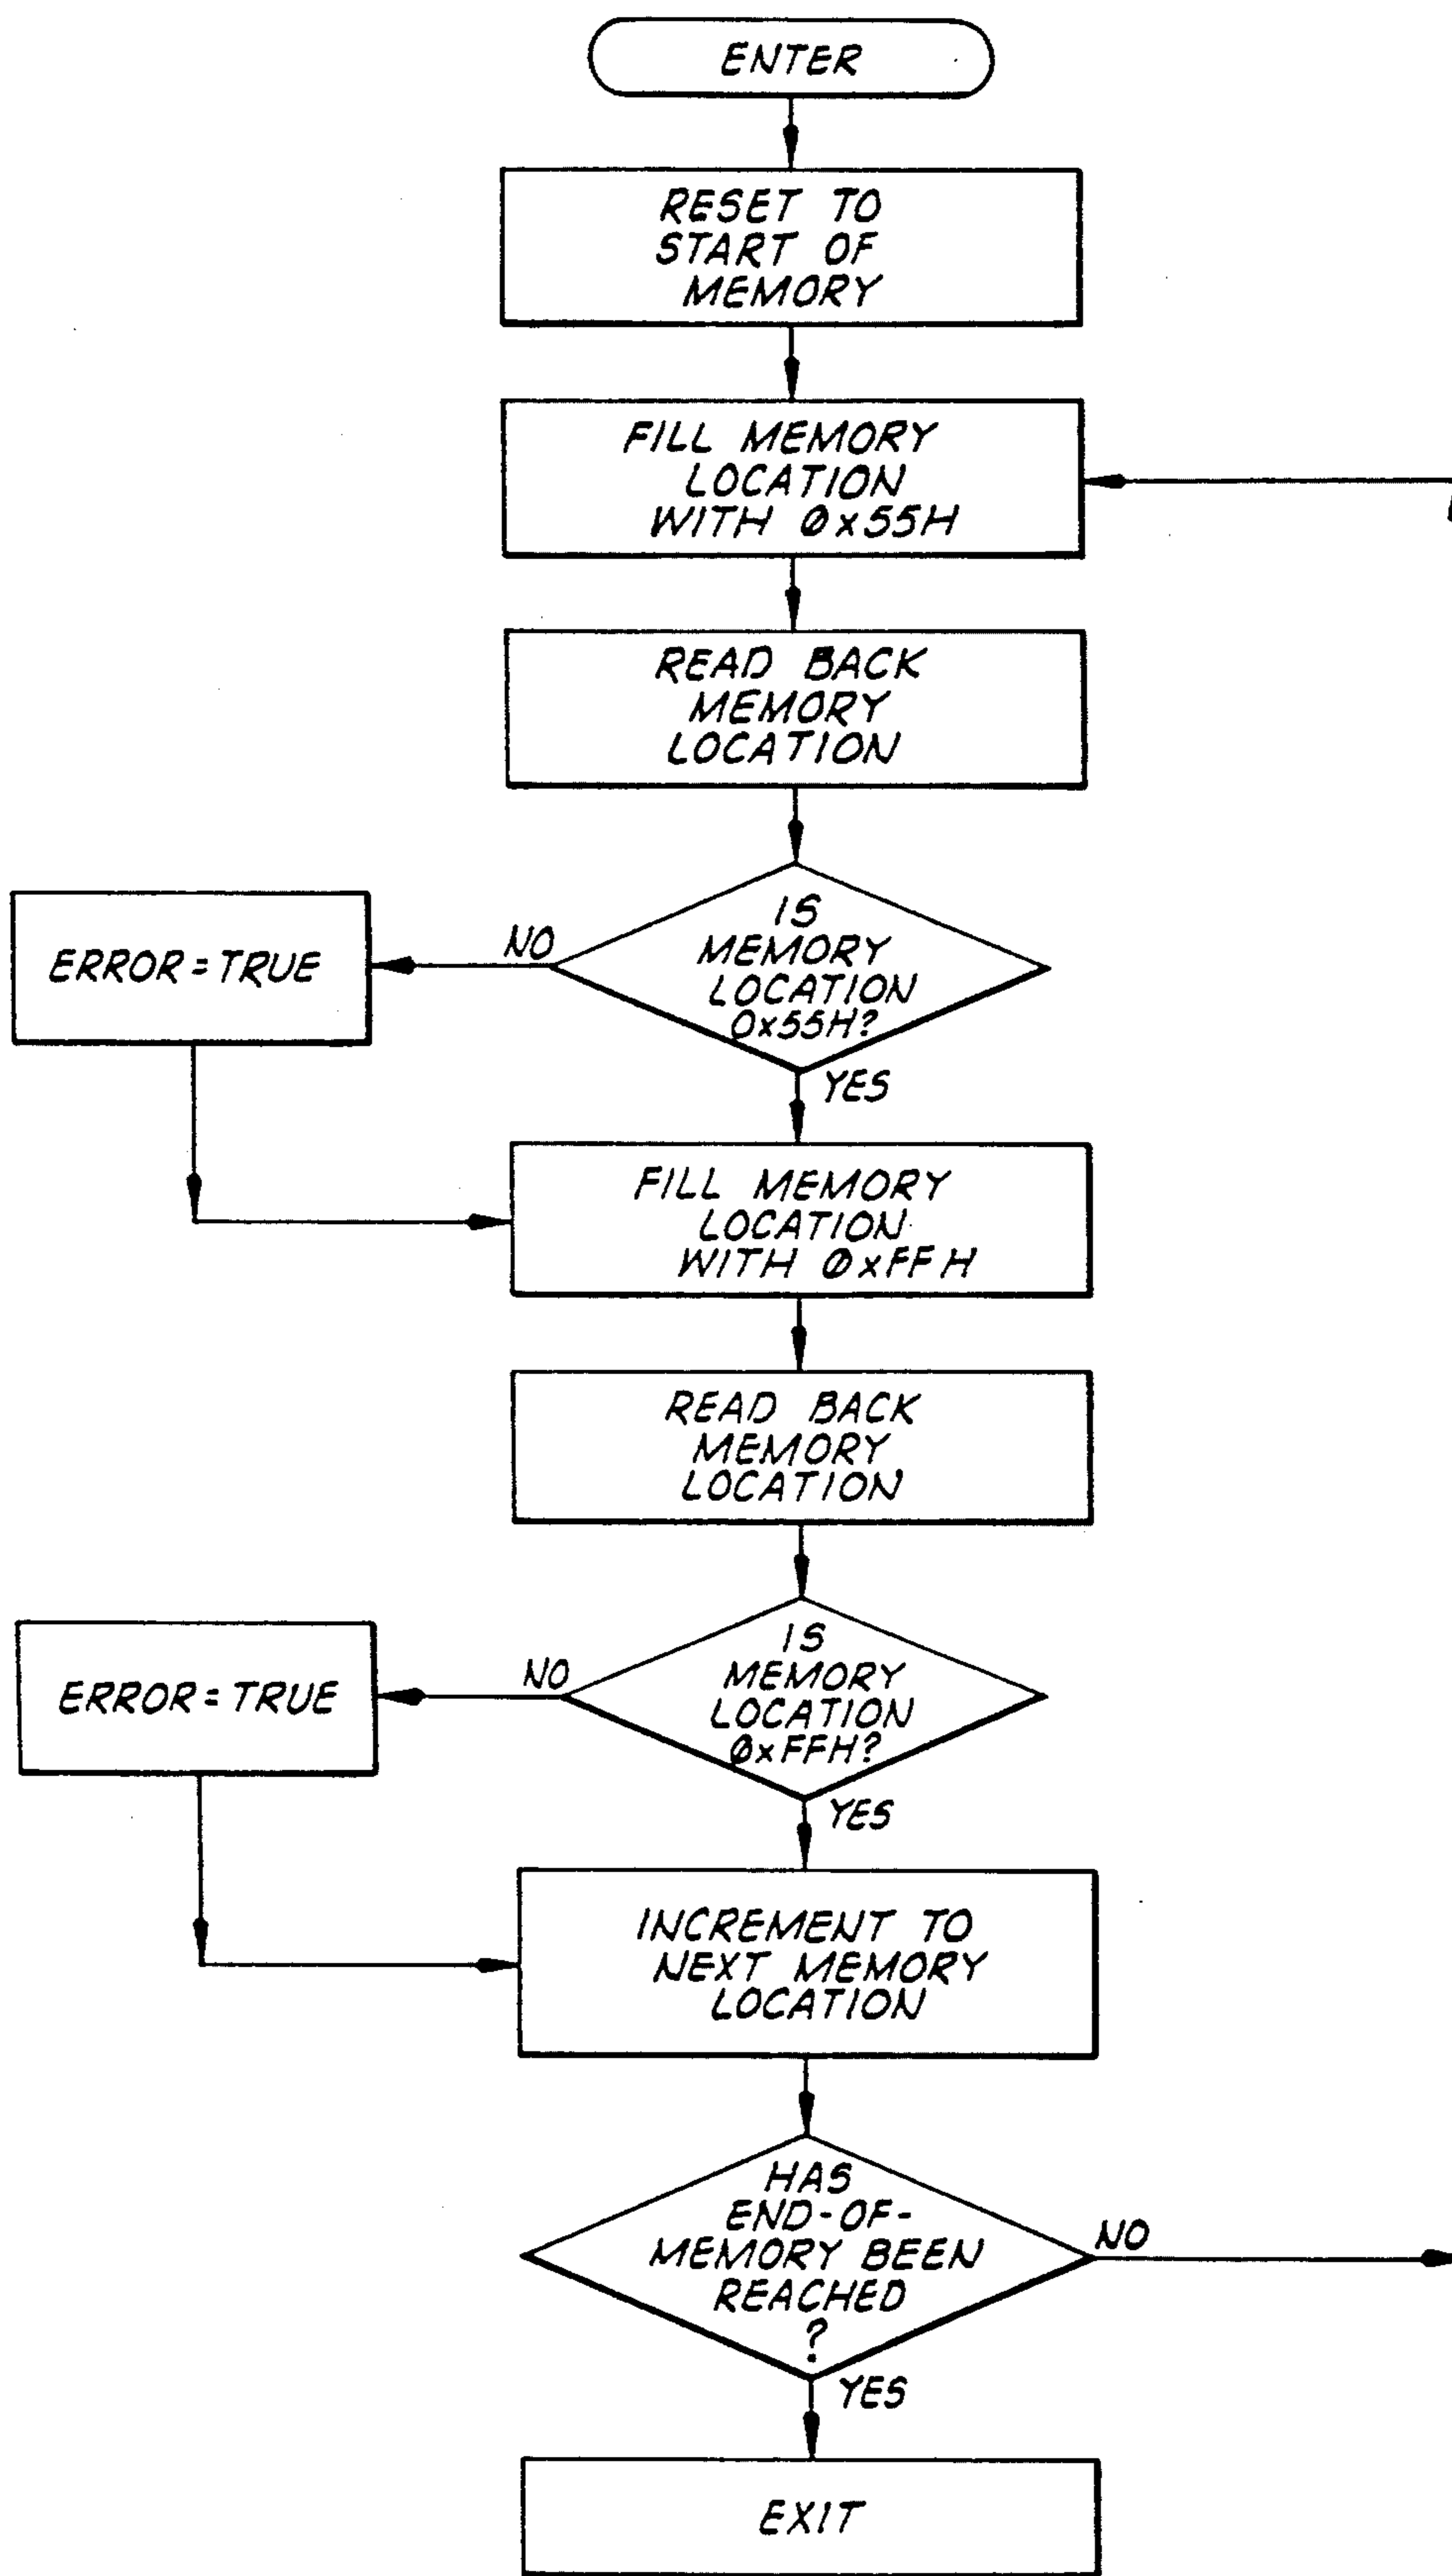 ENTER
RESET TO
START OF
MEMORY
FILL MEMORY
LOCATION
WITH 0x55H
READ BACK
MEMORY
LOCATION
IS
MEMORY
LOCATION
0x55H?
NO
ERROR=TRUE
YES
FILL MEMORY
LOCATION
WITH 0xFFH
READ BACK
MEMORY
LOCATION
IS
MEMORY
LOCATION
0xFFH?
NO
ERROR=TRUE
YES
INCREMENT TO
NEXT MEMORY
LOCATION
HAS
END-OF-
MEMORY BEEN
REACHED
?
NO
YES
EXIT